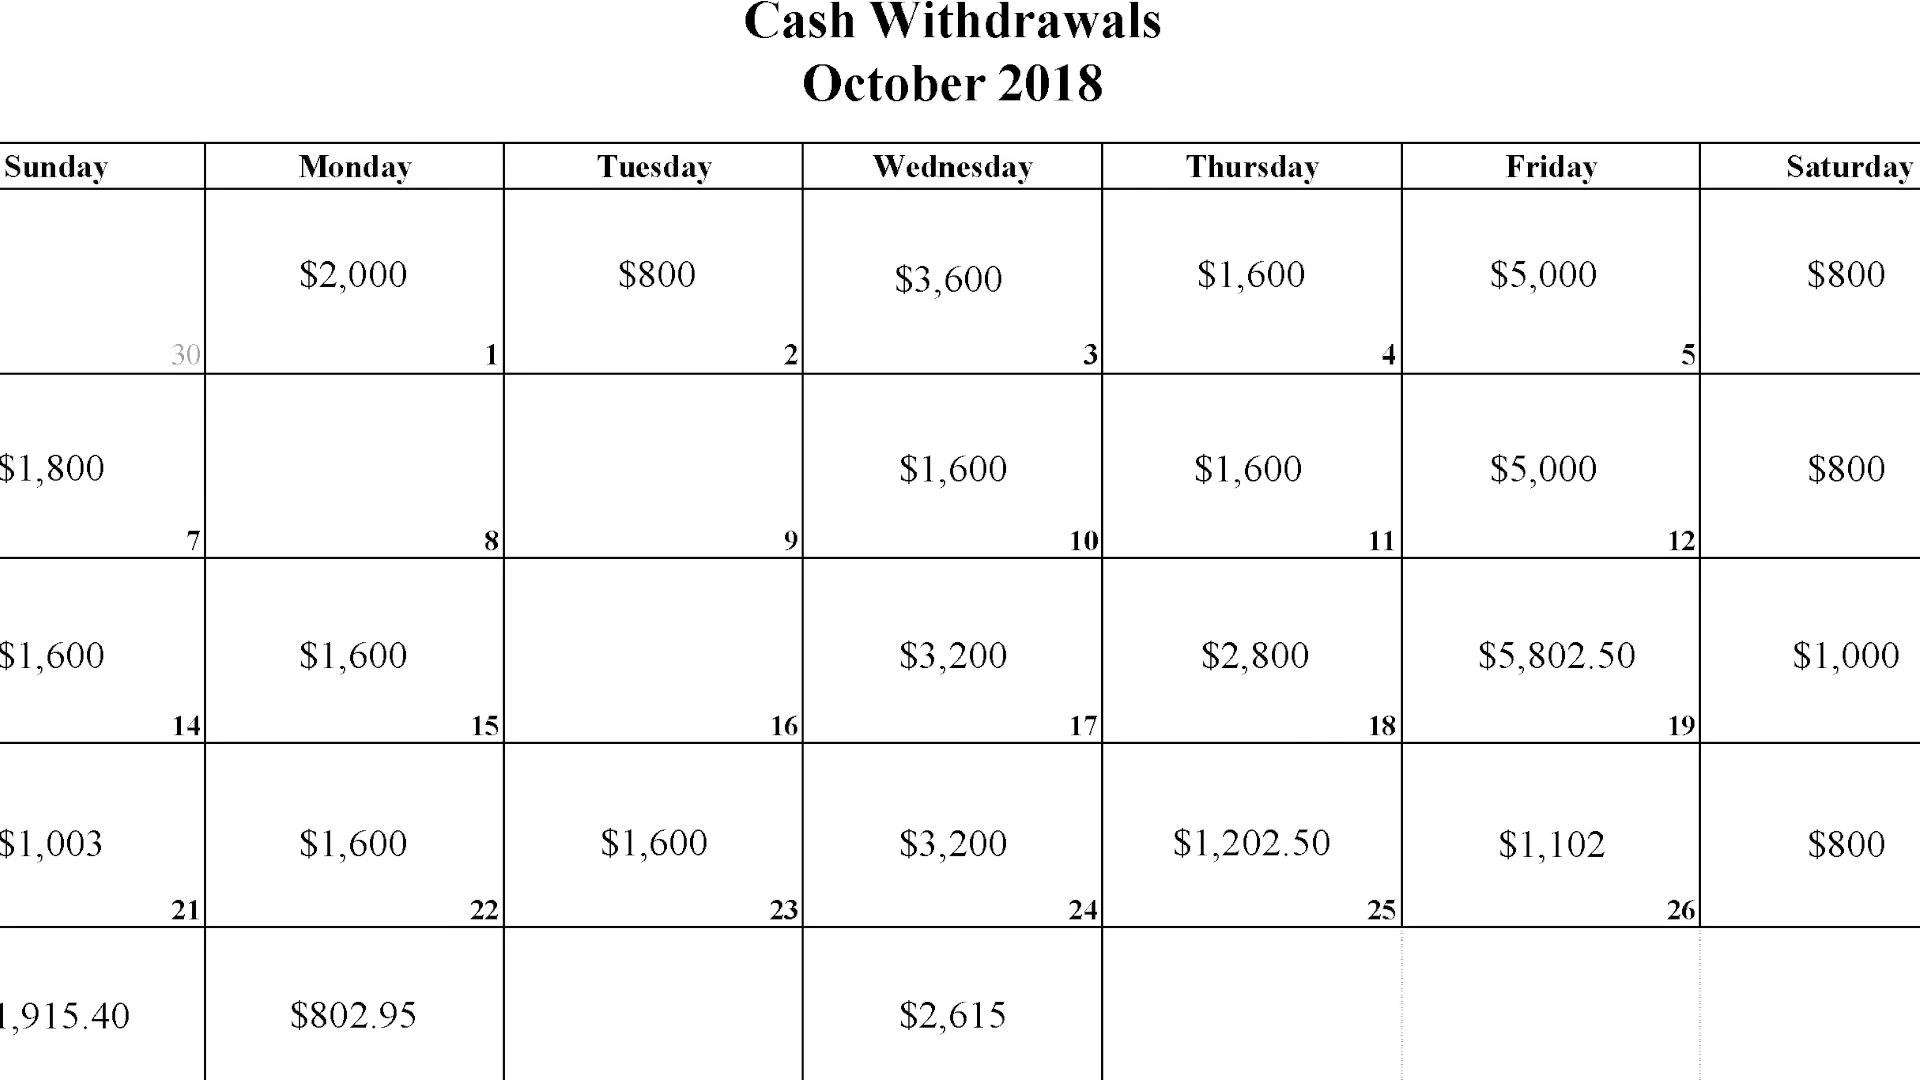 Cash Withdrawals
October 2018
Sunday Monday Tuesday Wednesday Thursday Friday Saturday
$2,000 $800 $3,600 $1,600 $5,000 $800
30 1 2 3 4 5
$1,800 $1,600 $1,600 $5,000 $800
7 8 9 10 11 12
$1,600 $1,600 $3,200 $2,800 $5,802.50 $1,000
14 15 16 17 18 19
$1,003 $1,600 $1,600 $3,200 $1,202.50 $1,102 $800
21 22 23 24 25 26
1,915.40 $802.95 $2,615